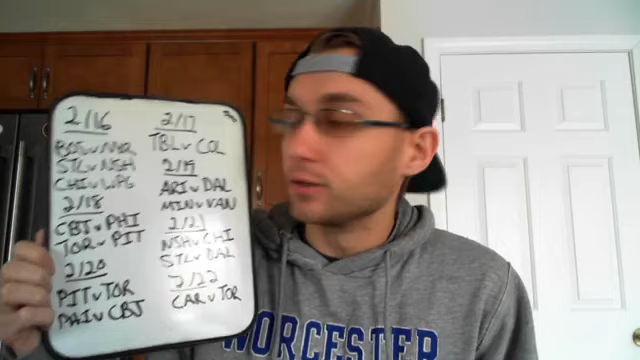 2/16
BOS v NYR
STL v NSH
CHI v WPG
2/18
CBJ v PHI
TOR v PIT
2/20
PIT v TOR
PHI v CBJ
2/17
TBL v COL
2/19
ARI v DAL
MIN v VAN
2/21
NSH v CHI
STL v DAL
2/22
CAR v TOR
WORCESTER